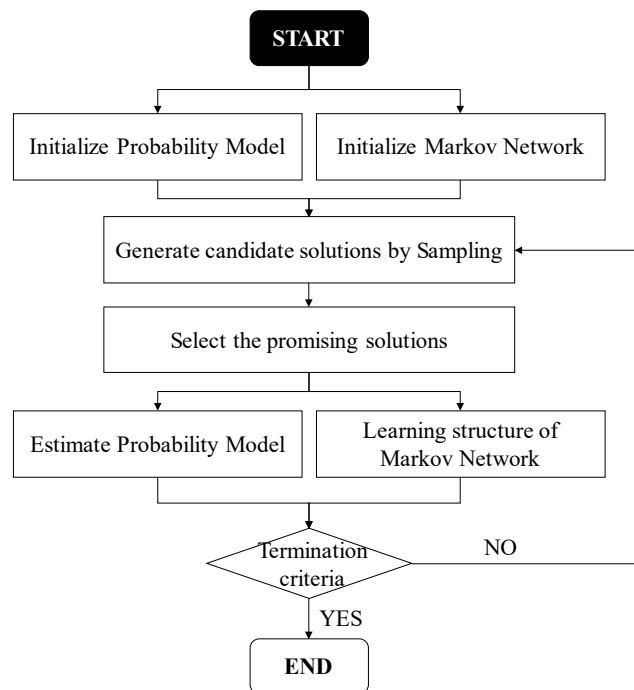 START
Initialize Probability Model
Initialize Markov Network
Generate candidate solutions by Sampling
Select the promising solutions
Estimate Probability Model
Learning structure of
Markov Network
Termination
criteria
NO
YES
END